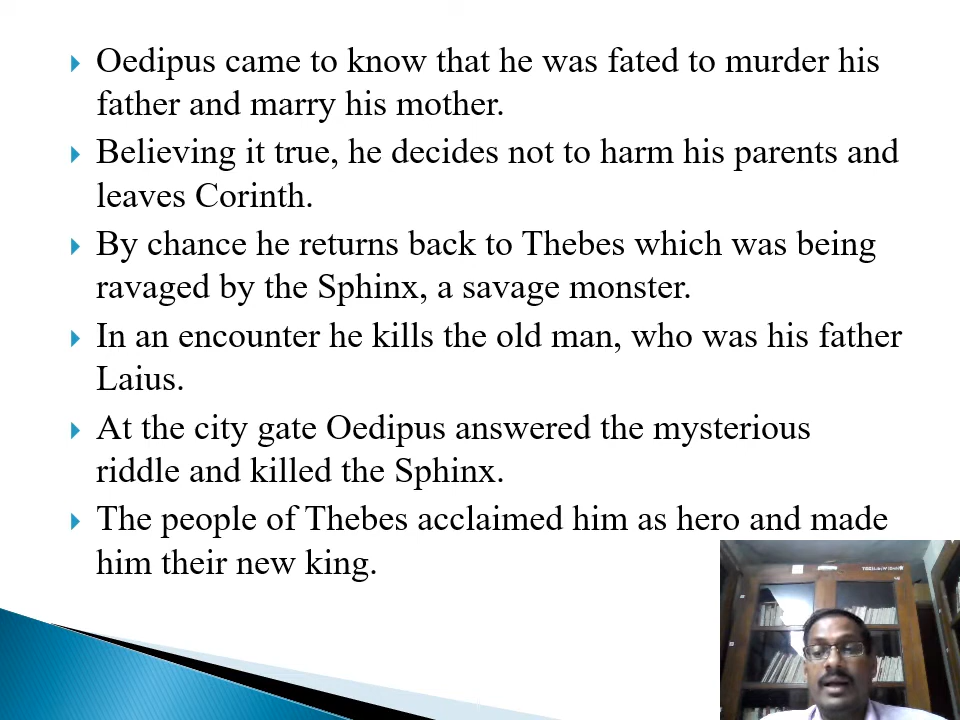 Oedipus came to know that he was fated to murder his
father and marry his mother.
Believing it true, he decides not to harm his parents and
leaves Corinth.
By chance he returns back to Thebes which was being
ravaged by the Sphinx, a savage monster.
In an encounter he kills the old man, who was his father
Laius.
At the city gate Oedipus answered the mysterious
riddle and killed the Sphinx.
The people of Thebes acclaimed him as hero and made
him their new king.